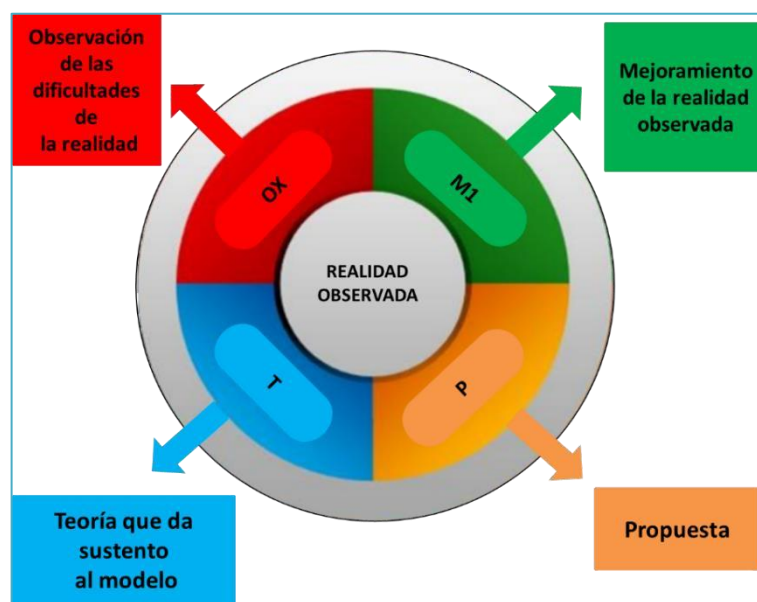 Observación
de las
dificultades
de
la realidad
Mejoramiento
de la realidad
observada
OX
M1
REALIDAD
OBSERVADA
T
P
Teoría que da
sustento
al modelo
Propuesta